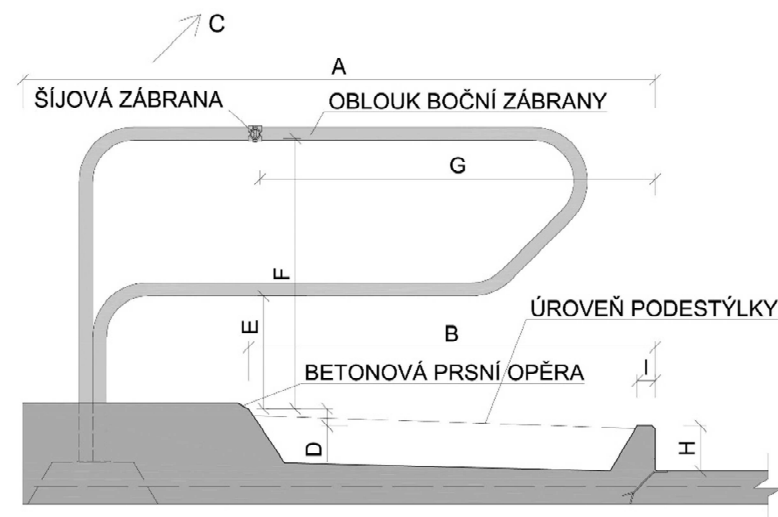 C
A
ŠÍJOVÁ ZÁBRANA
OBLOUK BOČNÍ ZÁBRANY
G
F
E
ÚROVEŇ PODESTÝLKY
B
I
BETONOVÁ PRSNÍ OPĚRA
D
H